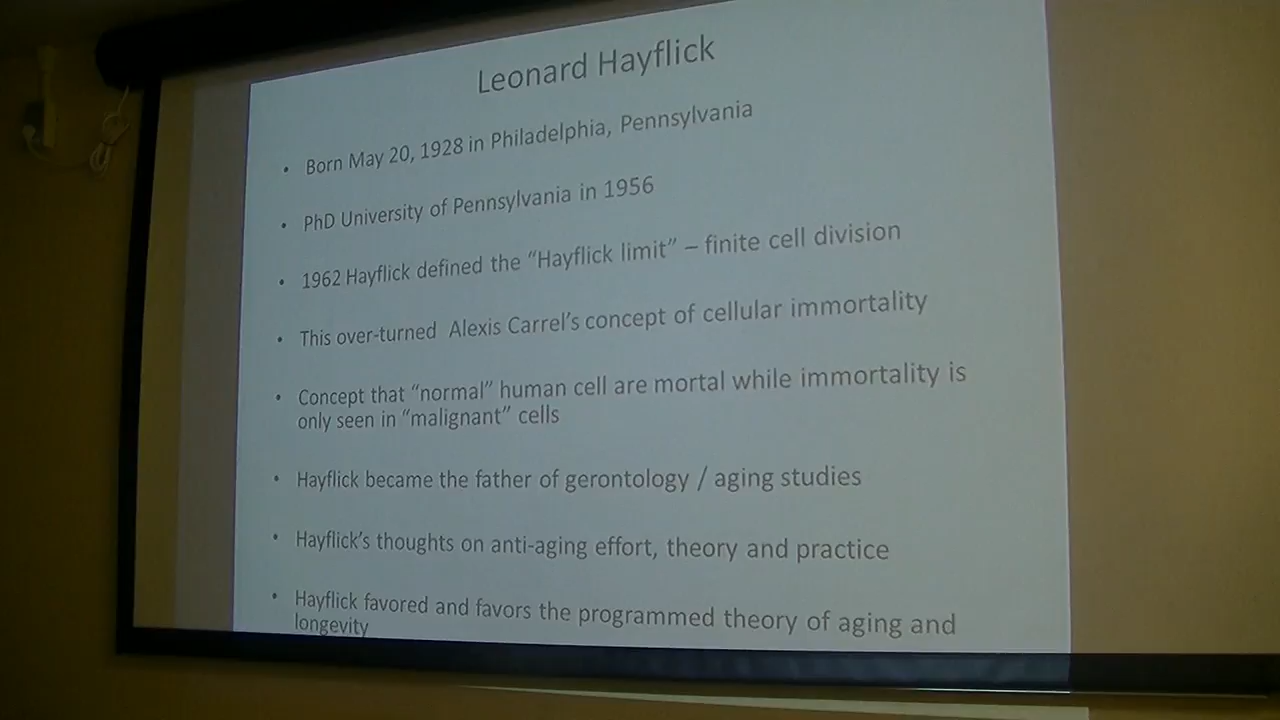 Leonard Hayflick
• Born May 20, 1928 in Philadelphia, Pennsylvania
• PhD University of Pennsylvania in 1956
• 1962 Hayflick defined the “Hayflick limit” – finite cell division
• This over-turned Alexis Carrel’s concept of cellular immortality
• Concept that “normal” human cell are mortal while immortality is
only seen in “malignant” cells
• Hayflick became the father of gerontology / aging studies
• Hayflick’s thoughts on anti-aging effort, theory and practice
• Hayflick favored and favors the programmed theory of aging and
longevity